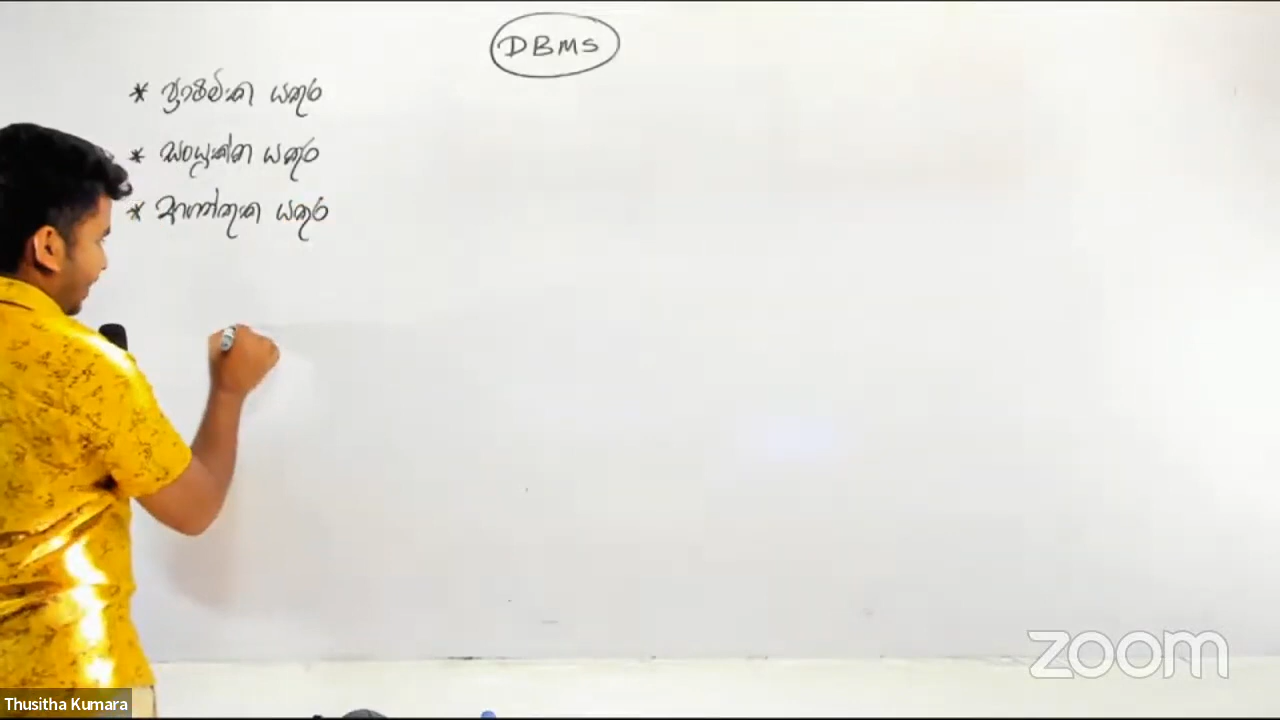 DBMS
* ප්‍රාථමික යතුර
* සංයුක්ත යතුර
* ආගන්තුක යතුර
zoom
Thusitha Kumara